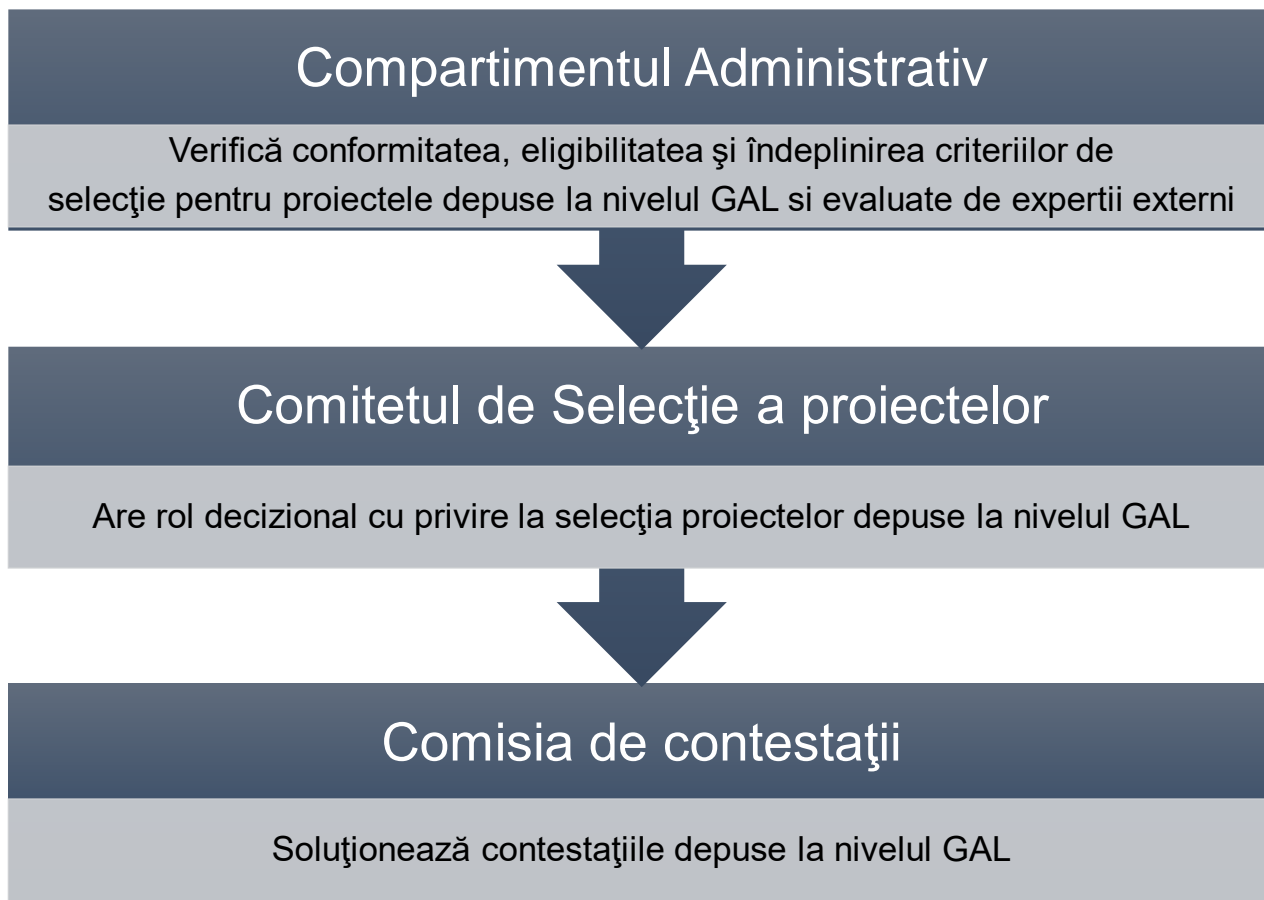 Compartimentul Administrativ
Verifică conformitatea, eligibilitatea şi îndeplinirea criteriilor de
selecţie pentru proiectele depuse la nivelul GAL si evaluate de expertii externi
Comitetul de Selecţie a proiectelor
Are rol decizional cu privire la selecţia proiectelor depuse la nivelul GAL
Comisia de contestaţii
Soluţionează contestaţiile depuse la nivelul GAL